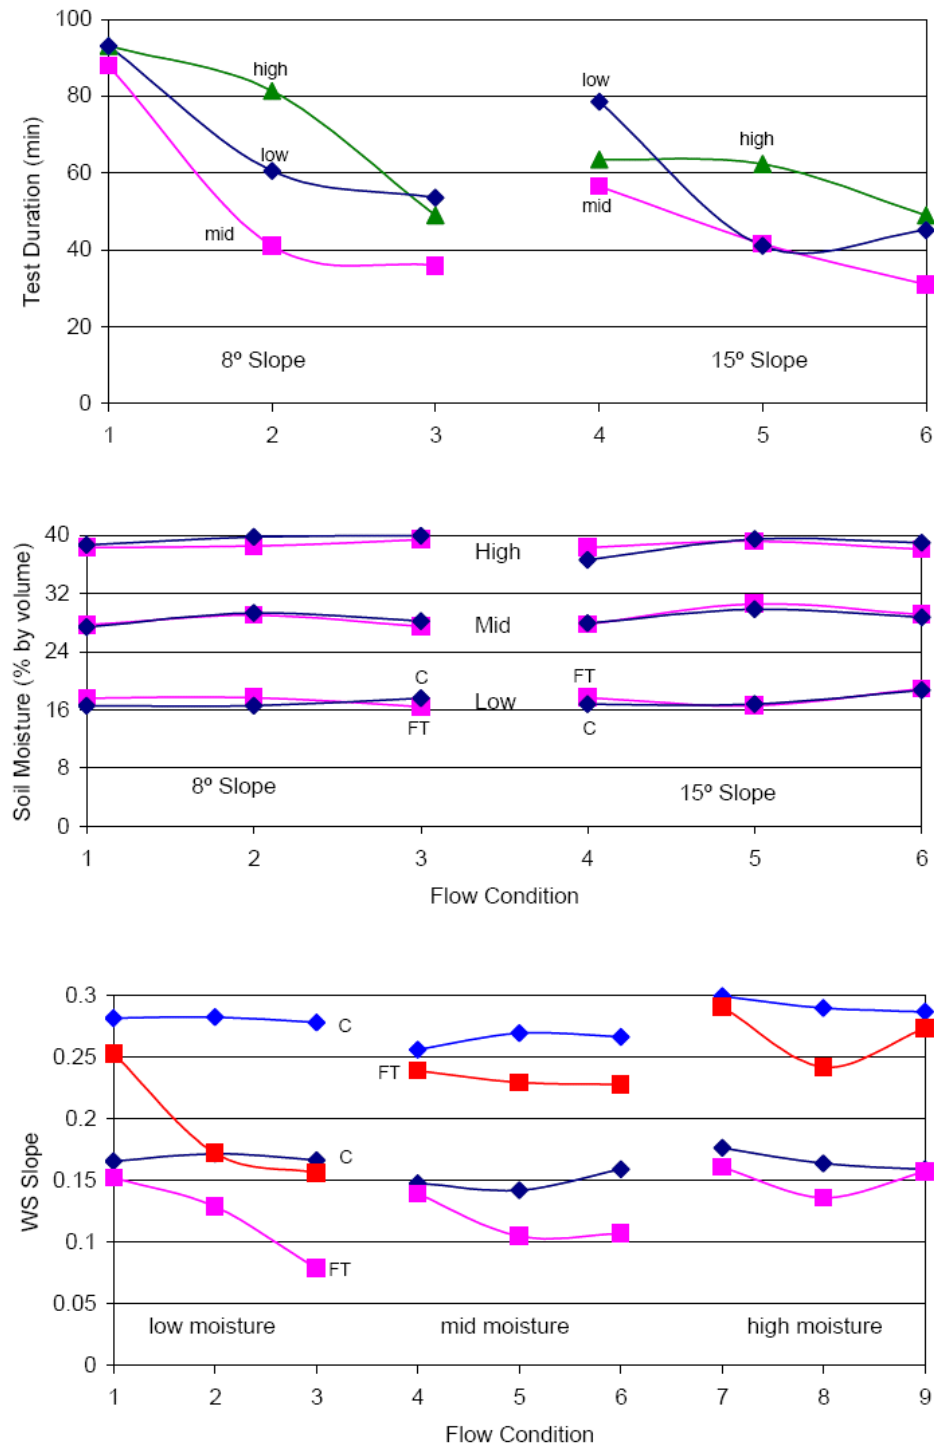 100
80
60
40
20
0
Test Duration (min)
high
low
mid
low
high
mid
8º Slope
15º Slope
1 2 3 4 5 6
40
32
24
16
8
0
Soil Moisture (% by volume)
High
Mid
C
FT
Low
FT
C
8º Slope
15º Slope
1 2 3 4 5 6
Flow Condition
0.3
0.25
0.2
0.15
0.1
0.05
0
WS Slope
C
FT
C
FT
low moisture
mid moisture
high moisture
1 2 3 4 5 6 7 8 9
Flow Condition